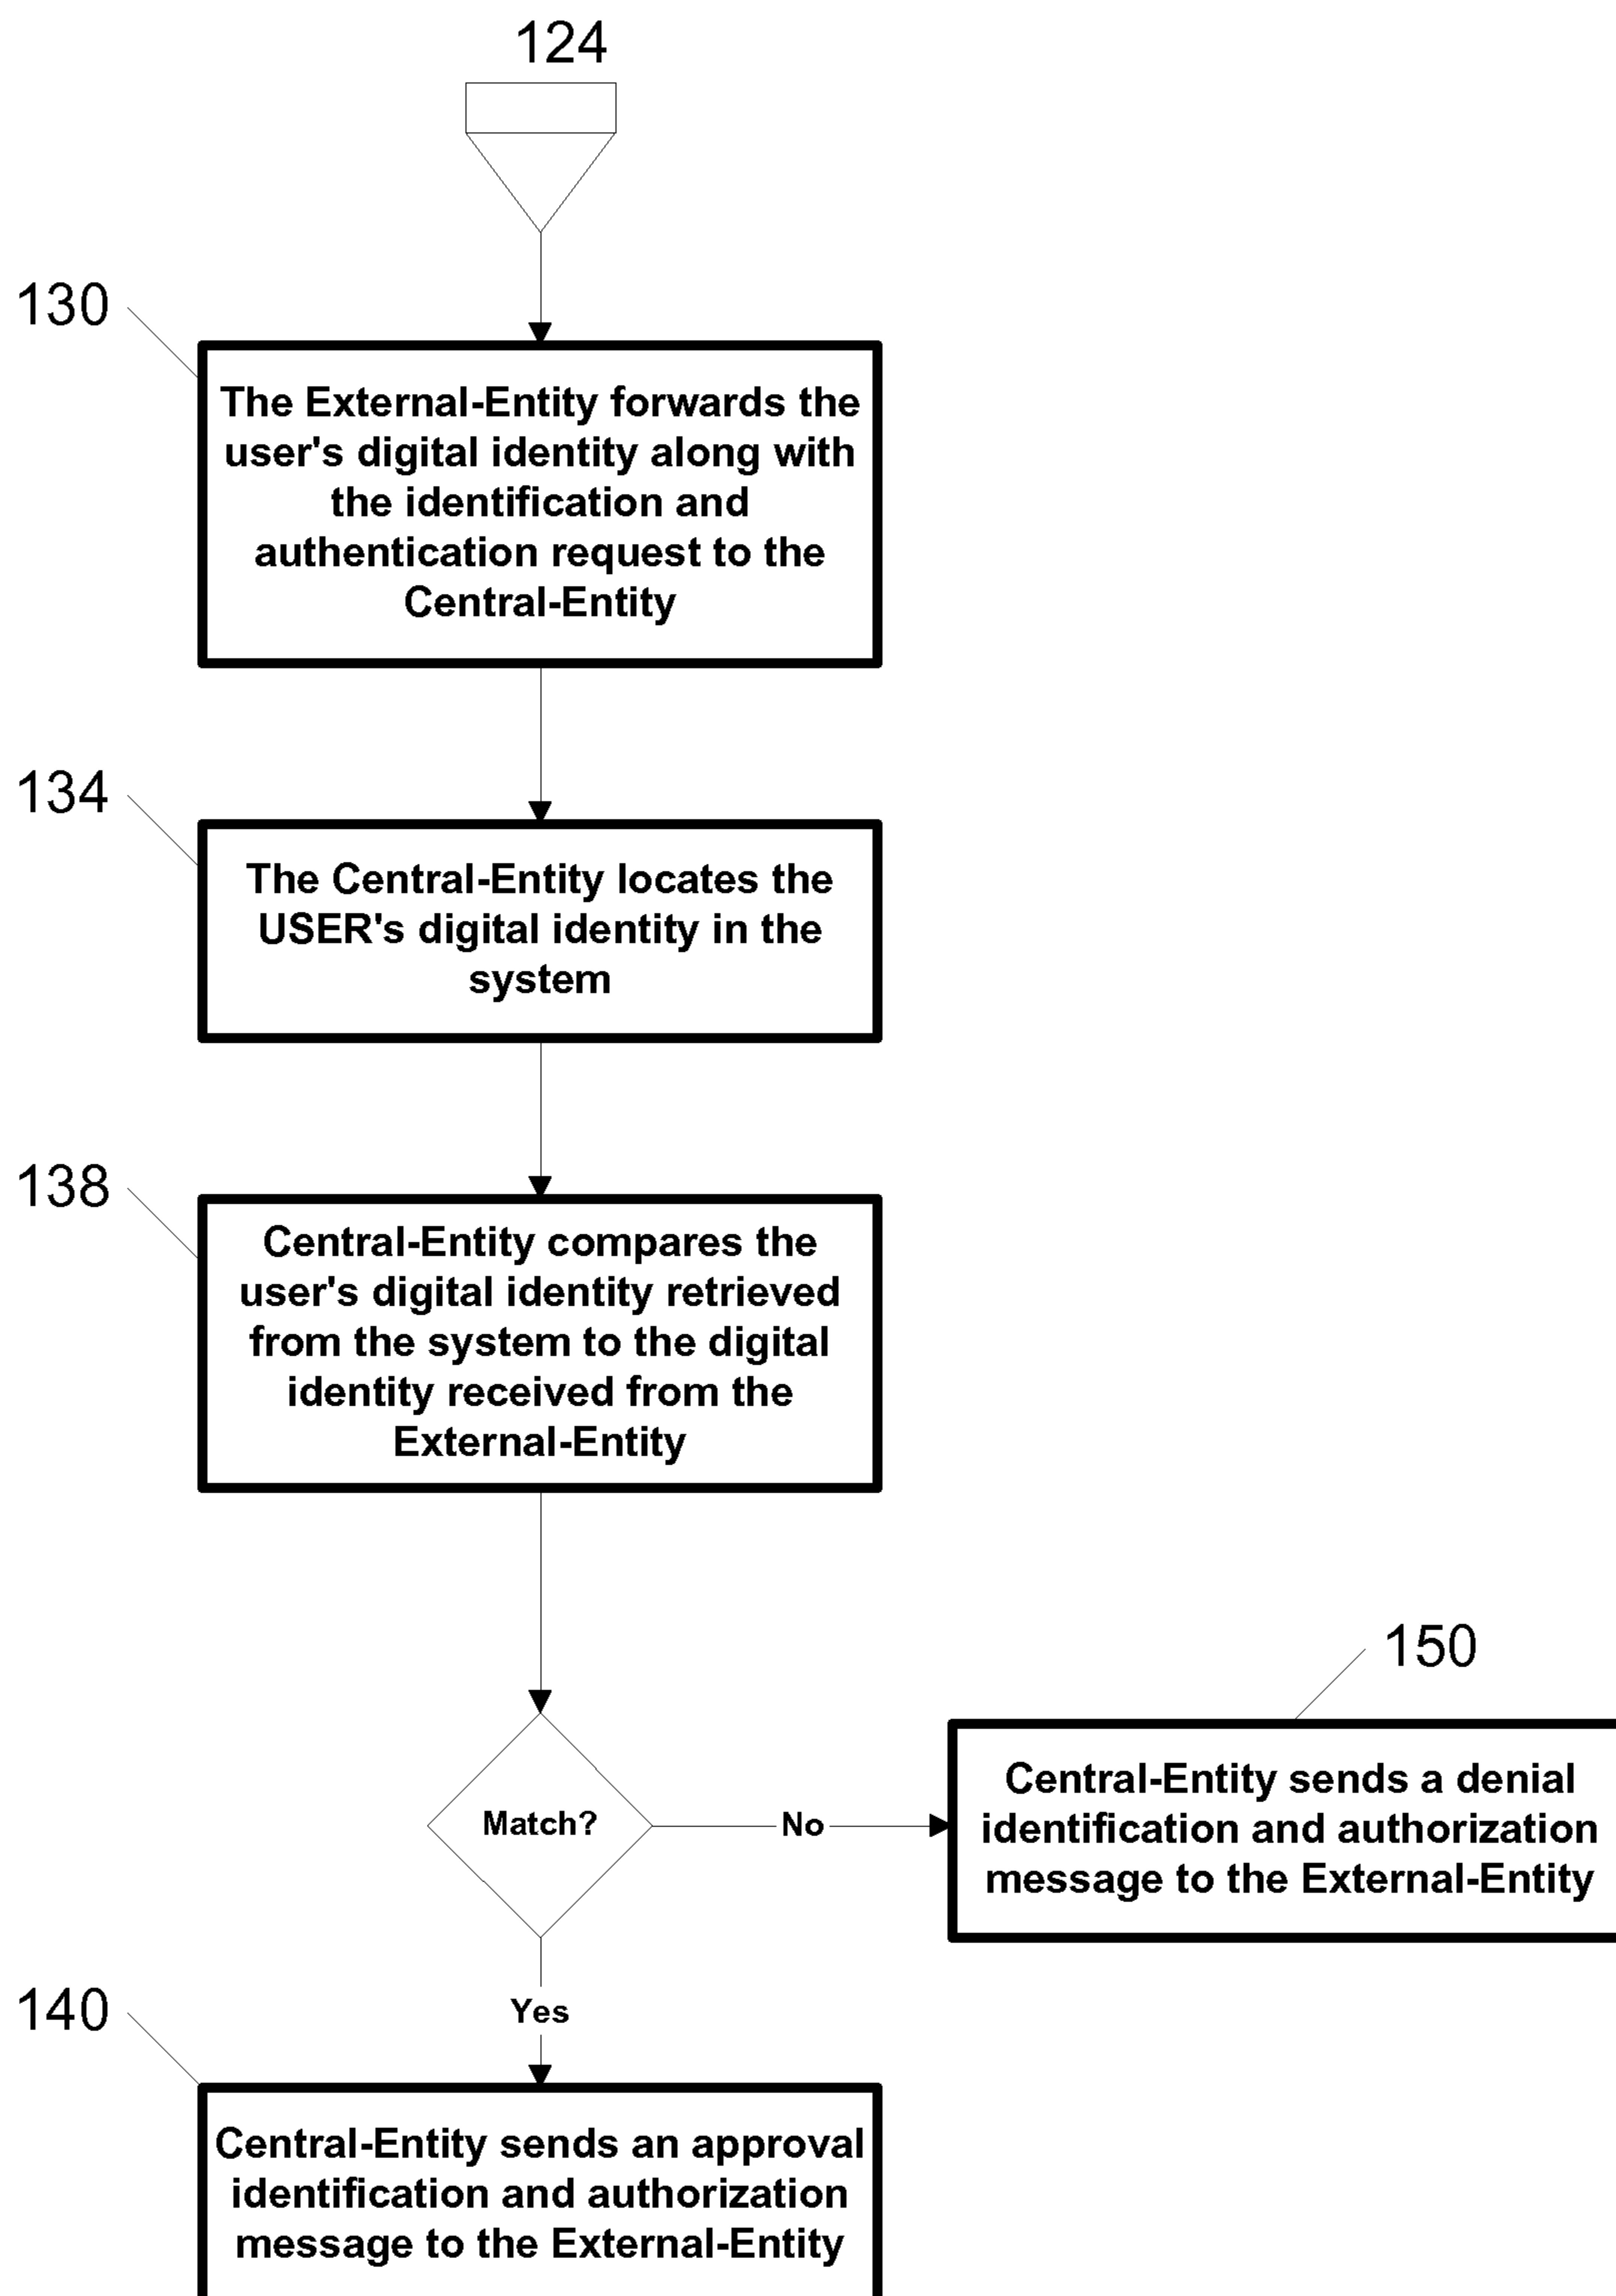 124
130
The External-Entity forwards the
user's digital identity along with
the identification and
authentication request to the
Central-Entity
134
The Central-Entity locates the
USER's digital identity in the
system
138
Central-Entity compares the
user's digital identity retrieved
from the system to the digital
identity received from the
External-Entity
Match?
No
150
Central-Entity sends a denial
identification and authorization
message to the External-Entity
Yes
140
Central-Entity sends an approval
identification and authorization
message to the External-Entity